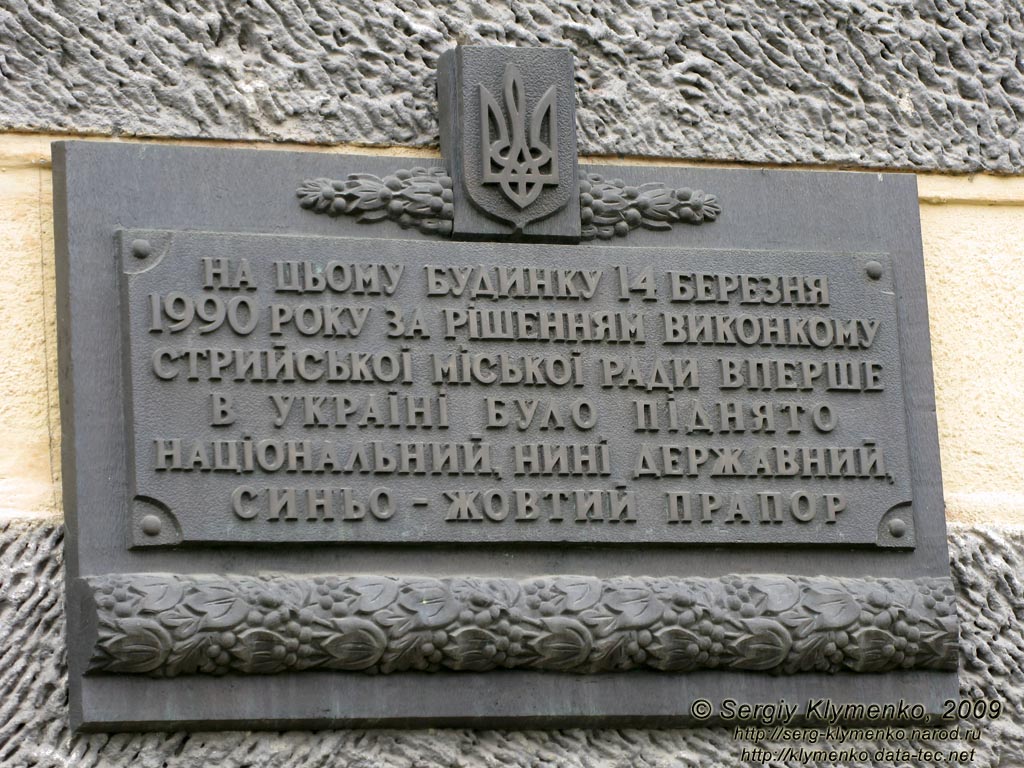 НА ЦЬОМУ БУДИНКУ 14 БЕРЕЗНЯ
1990 РОКУ ЗА РІШЕННЯМ ВИКОНКОМУ
СТРИЙСЬКОЇ МІСЬКОЇ РАДИ ВПЕРШЕ
В УКРАЇНІ БУЛО ПІДНЯТО
НАЦІОНАЛЬНИЙ, НИНІ ДЕРЖАВНИЙ,
СИНЬО - ЖОВТИЙ ПРАПОР
© Sergiy Klymenko, 2009
http://serg-klymenko.narod.ru
http://klymenko.data-tec.net